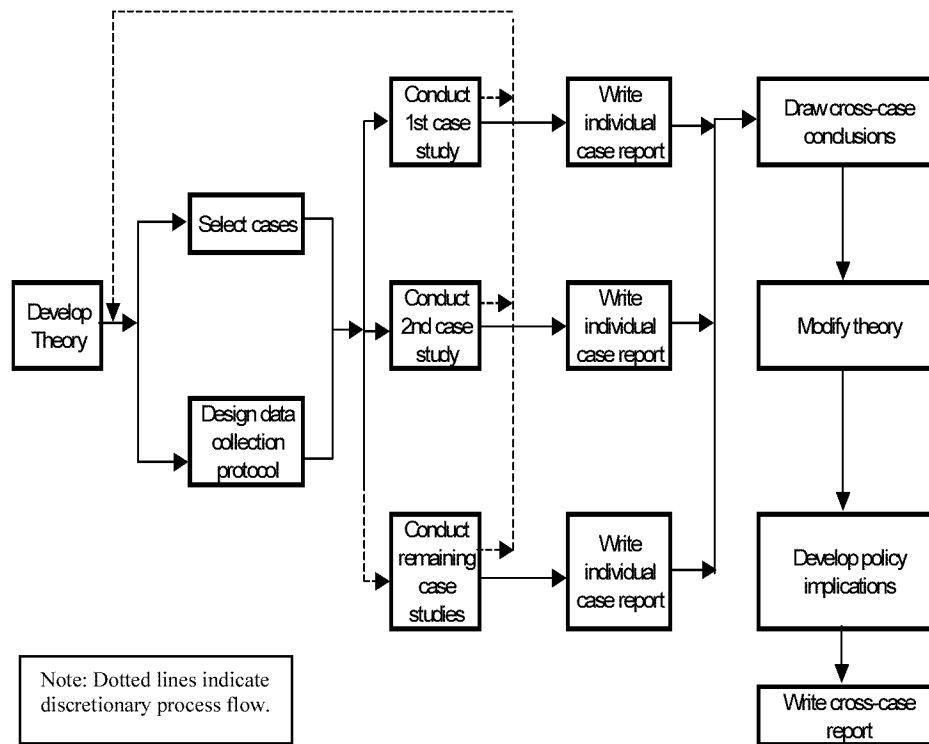 Develop
Theory
Select cases
Design data
collection
protocol
Conduct
1st case
study
Conduct
2nd case
study
Conduct
remaining
case
studies
Write
individual
case report
Write
individual
case report
Write
individual
case report
Draw cross-case
conclusions
Modify theory
Develop policy
implications
Write cross-case
report
Note: Dotted lines indicate
discretionary process flow.